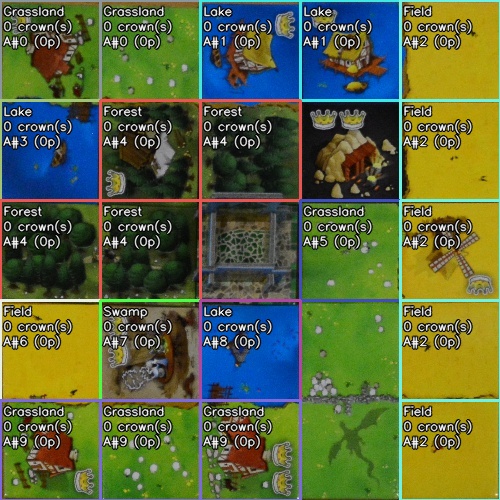 Grassland
0 crown(s)
A#0 (0p)
Grassland
0 crown(s)
A#0 (0p)
Lake
0 crown(s)
A#1 (0p)
Lake
0 crown(s)
A#1 (0p)
Field
0 crown(s)
A#2 (0p)
Lake
0 crown(s)
A#3 (0p)
Forest
0 crown(s)
A#4 (0p)
Forest
0 crown(s)
A#4 (0p)
Field
0 crown(s)
A#2 (0p)
Forest
0 crown(s)
A#4 (0p)
Forest
0 crown(s)
A#4 (0p)
Grassland
0 crown(s)
A#5 (0p)
Field
0 crown(s)
A#2 (0p)
Field
0 crown(s)
A#6 (0p)
Swamp
0 crown(s)
A#7 (0p)
Lake
0 crown(s)
A#8 (0p)
Field
0 crown(s)
A#2 (0p)
Grassland
0 crown(s)
A#9 (0p)
Grassland
0 crown(s)
A#9 (0p)
Grassland
0 crown(s)
A#9 (0p)
Field
0 crown(s)
A#2 (0p)